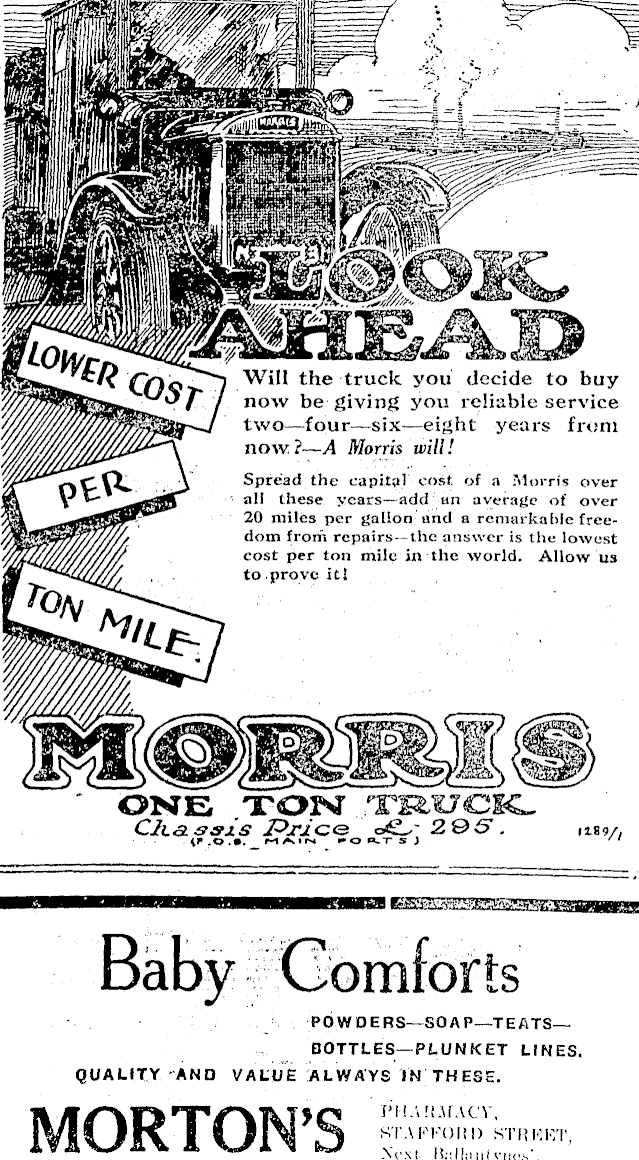 MORRIS
LOOK
AHEAD
LOWER COST
PER
TON MILE.
Will the truck you decide to buy
now be giving you reliable service
two—four—six—eight years from
now?—A Morris will!
Spread the capital cost of a Morris over
all these years—add an average of over
20 miles per gallon and a remarkable free-
dom from repairs—the answer is the lowest
cost per ton mile in the world. Allow us
to prove it!
MORRIS
ONE TON TRUCK
Chassis Price £ 295.
(F.O.B. MAIN PORTS)
1289/1
Baby Comforts
POWDERS—SOAP—TEATS—
BOTTLES—PLUNKET LINES.
QUALITY AND VALUE ALWAYS IN THESE.
MORTON'S
PHARMACY,
STAFFORD STREET,
Next Ballantynes'.